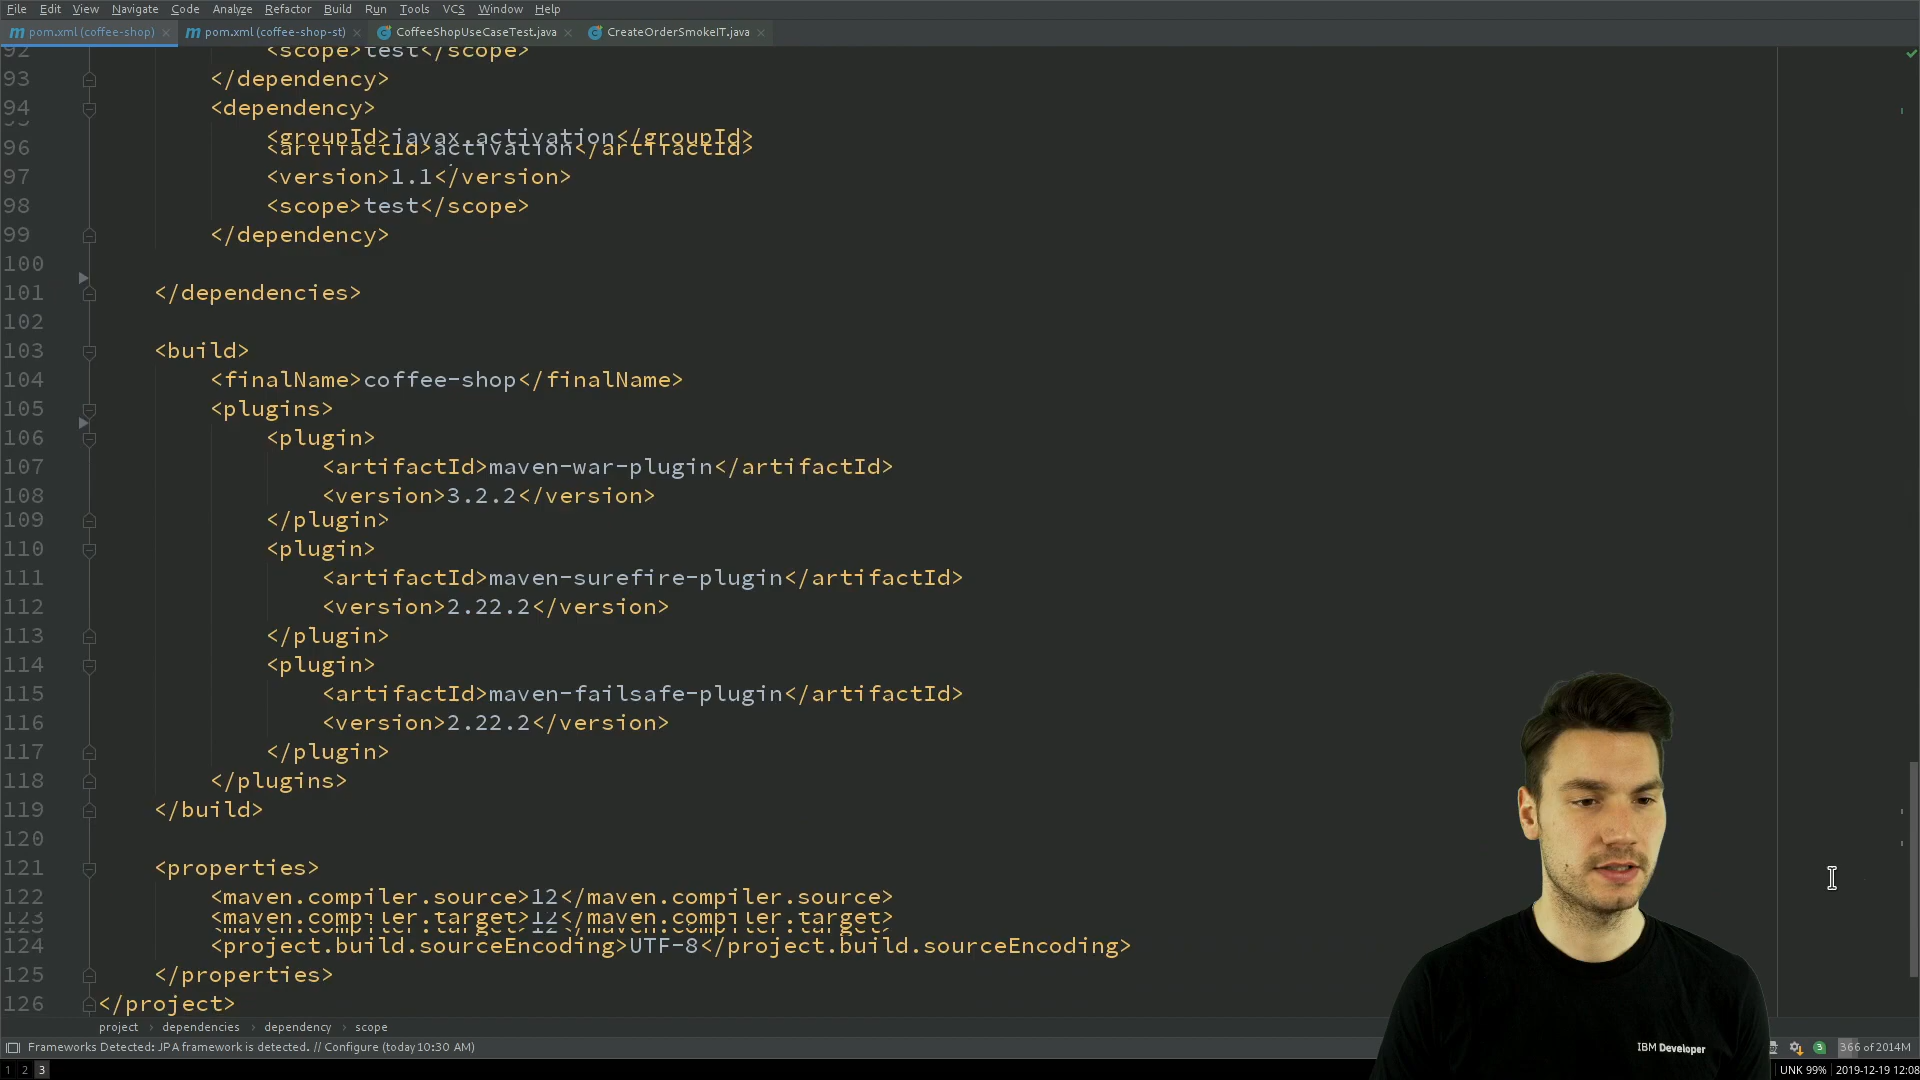 File Edit View Navigate Code Analyze Refactor Build Run Tools VCS Window Help
pom.xml (coffee-shop) pom.xml (coffee-shop-st) CoffeeShopUseCaseTest.java CreateOrderSmokeIT.java
92 <scope>test</scope>
93 </dependency>
94 <dependency>
95 <groupId>javax.activation</groupId>
96 <artifactId>activation</artifactId>
97 <version>1.1</version>
98 <scope>test</scope>
99 </dependency>
100
101 </dependencies>
102
103 <build>
104 <finalName>coffee-shop</finalName>
105 <plugins>
106 <plugin>
107 <artifactId>maven-war-plugin</artifactId>
108 <version>3.2.2</version>
109 </plugin>
110 <plugin>
111 <artifactId>maven-surefire-plugin</artifactId>
112 <version>2.22.2</version>
113 </plugin>
114 <plugin>
115 <artifactId>maven-failsafe-plugin</artifactId>
116 <version>2.22.2</version>
117 </plugin>
118 </plugins>
119 </build>
120
121 <properties>
122 <maven.compiler.source>12</maven.compiler.source>
123 <maven.compiler.target>12</maven.compiler.target>
124 <project.build.sourceEncoding>UTF-8</project.build.sourceEncoding>
125 </properties>
126 </project>
project › dependencies › dependency › scope
IBM Developer
Frameworks Detected: JPA framework is detected. // Configure (today 10:30 AM) 3 366 of 2014M
1 2 3 UNK 99% 2019-12-19 12:08